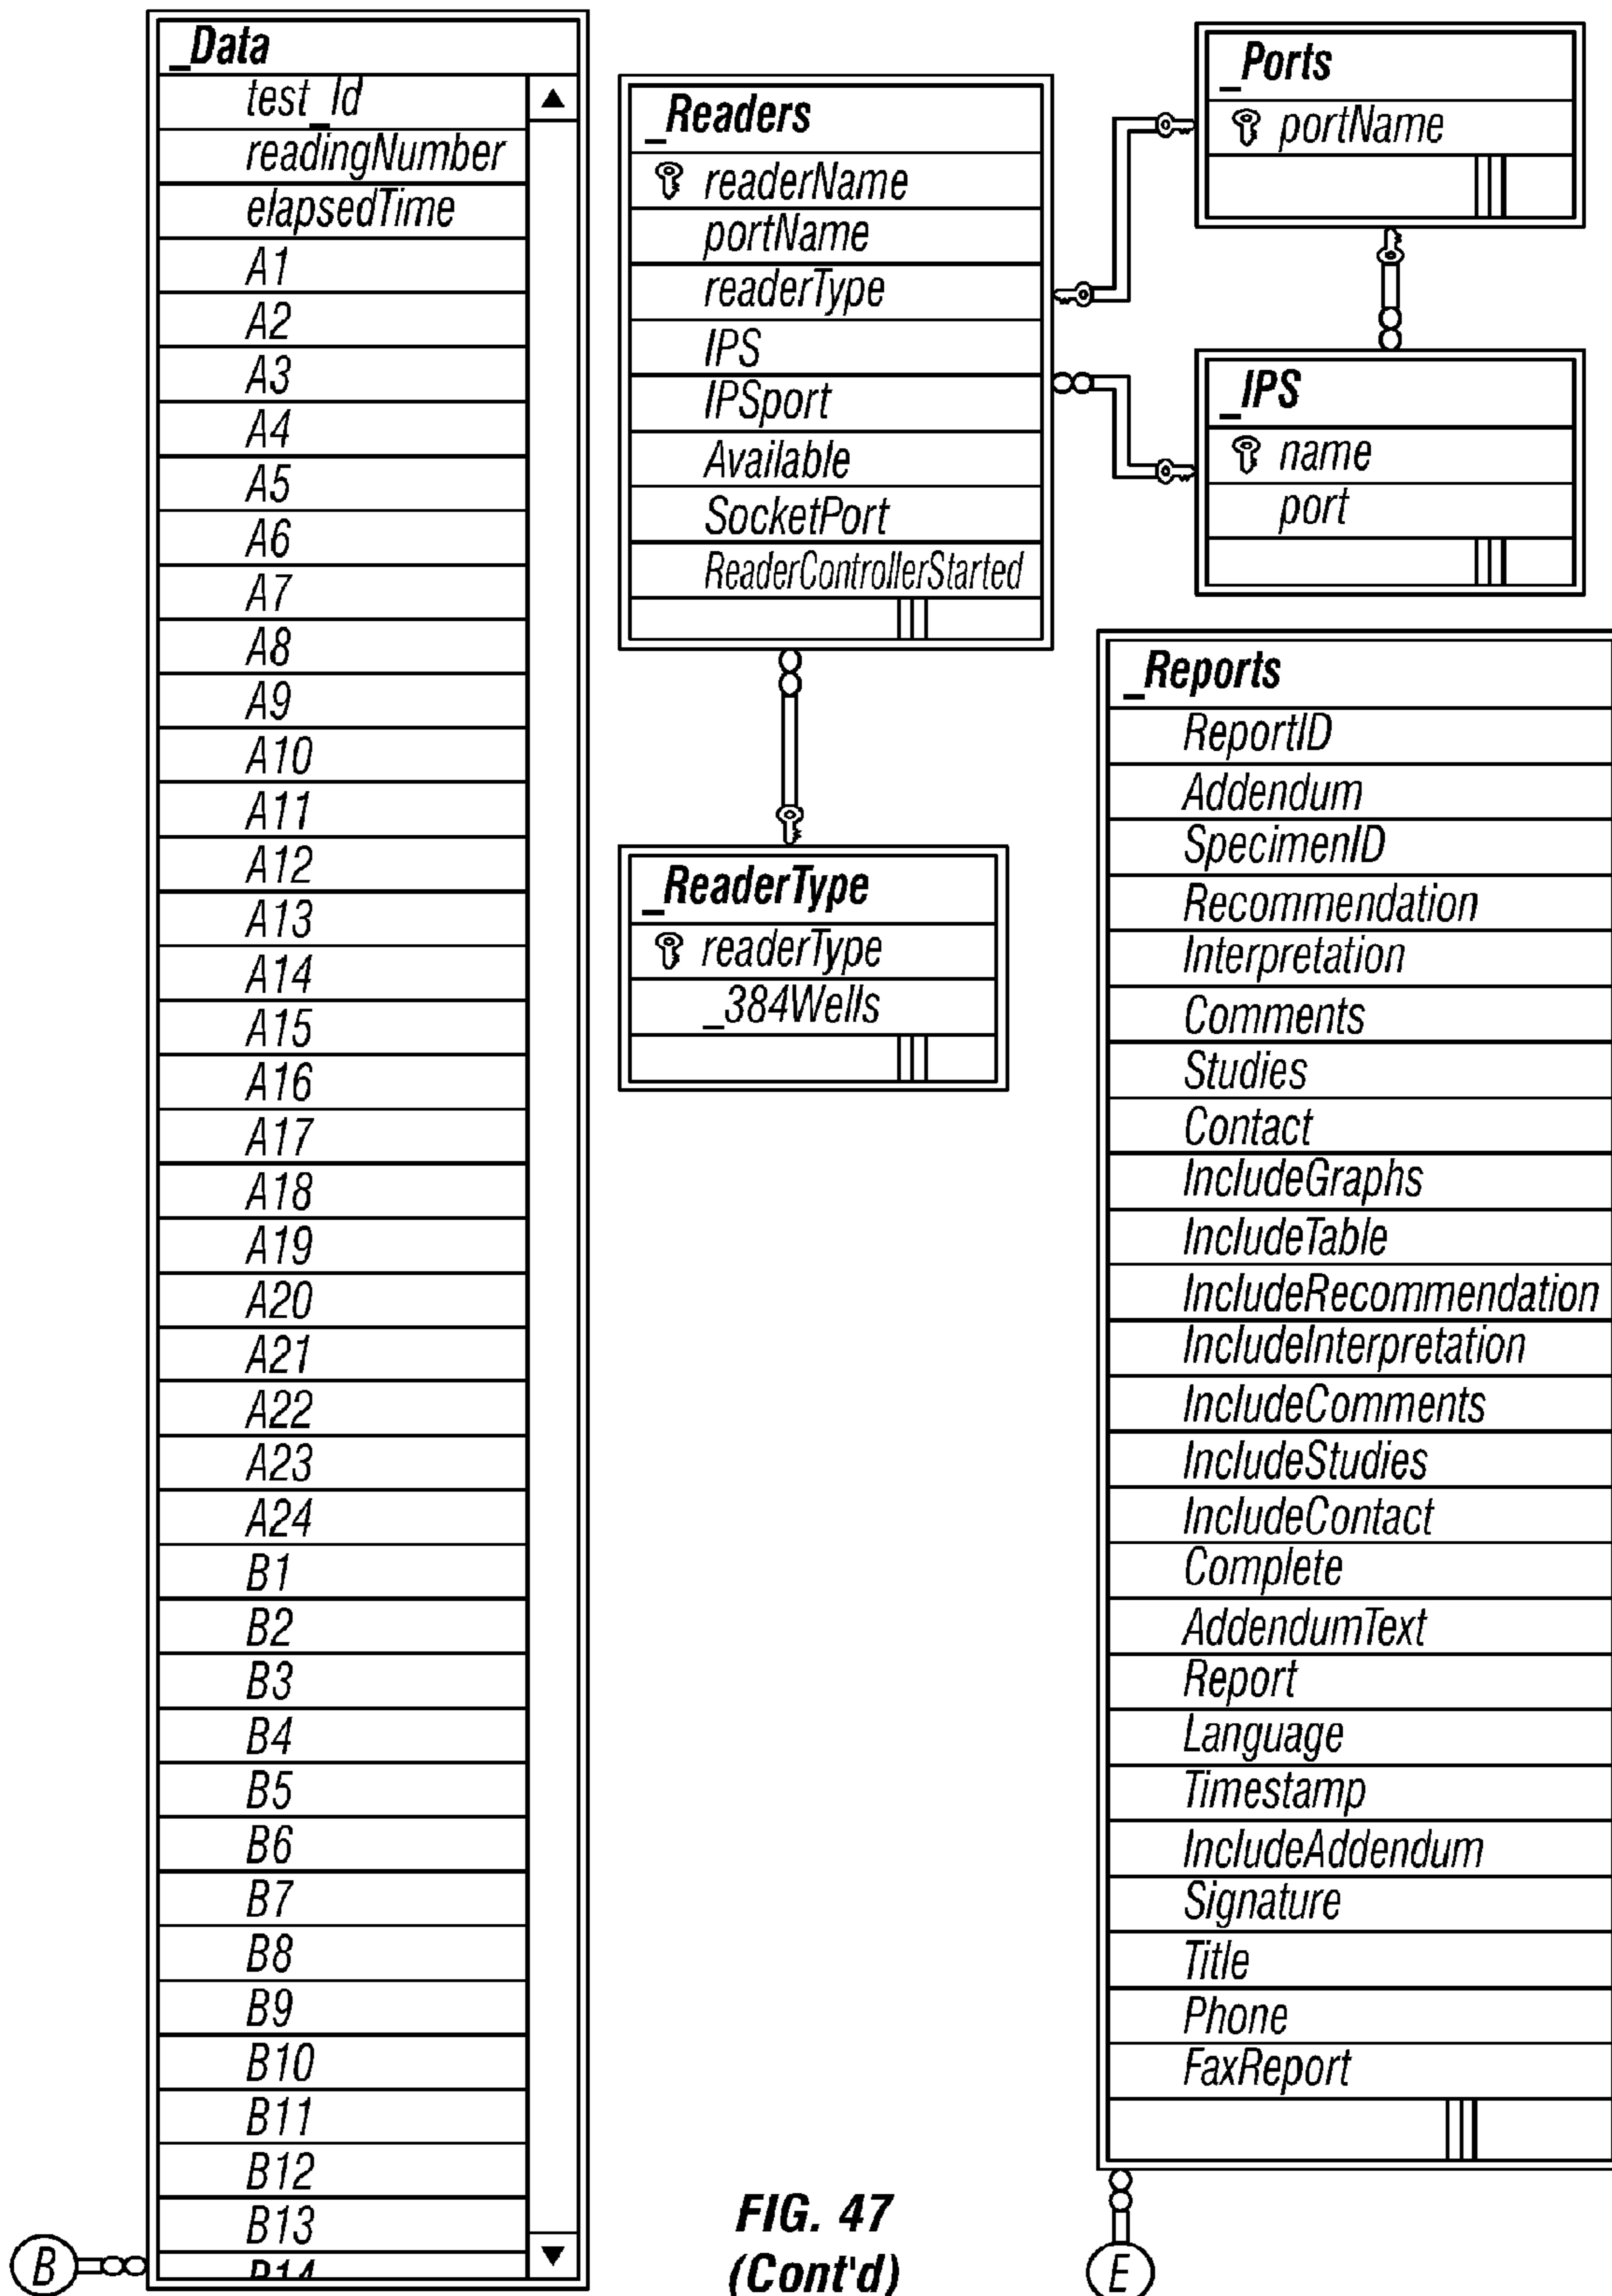 _Data
test_Id
readingNumber
elapsedTime
A1
A2
A3
A4
A5
A6
A7
A8
A9
A10
A11
A12
A13
A14
A15
A16
A17
A18
A19
A20
A21
A22
A23
A24
B1
B2
B3
B4
B5
B6
B7
B8
B9
B10
B11
B12
B13
B14
B
_Readers
readerName
portName
readerType
IPS
IPSport
Available
SocketPort
ReaderControllerStarted
_ReaderType
readerType
_384Wells
_Ports
portName
_IPS
name
port
_Reports
ReportID
Addendum
SpecimenID
Recommendation
Interpretation
Comments
Studies
Contact
IncludeGraphs
IncludeTable
IncludeRecommendation
IncludeInterpretation
IncludeComments
IncludeStudies
IncludeContact
Complete
AddendumText
Report
Language
Timestamp
IncludeAddendum
Signature
Title
Phone
FaxReport
E
FIG. 47
(Cont'd)